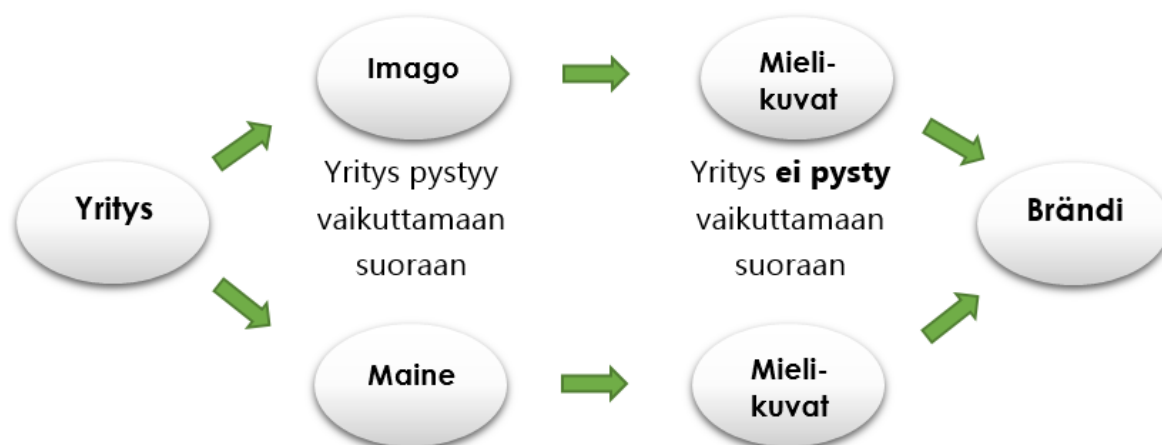 Imago
Mieli-
kuvat
Yritys pystyy
vaikuttamaan
suoraan
Yritys ei pysty
vaikuttamaan
suoraan
Yritys
Brändi
Maine
Mieli-
kuvat